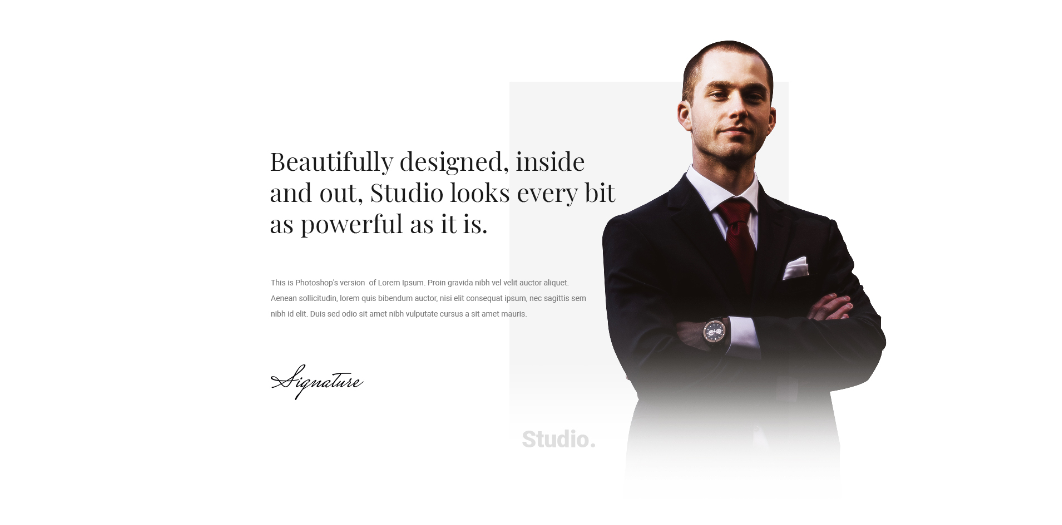 Beautifully designed, inside
and out, Studio looks every bit
as powerful as it is.
This is Photoshop's version of Lorem Ipsum. Proin gravida nibh vel velit auctor aliquet.
Aenean sollicitudin, lorem quis bibendum auctor, nisi elit consequat ipsum, nec sagittis sem
nibh id elit. Duis sed odio sit amet nibh vulputate cursus a sit amet mauris.
Signature
Studio.